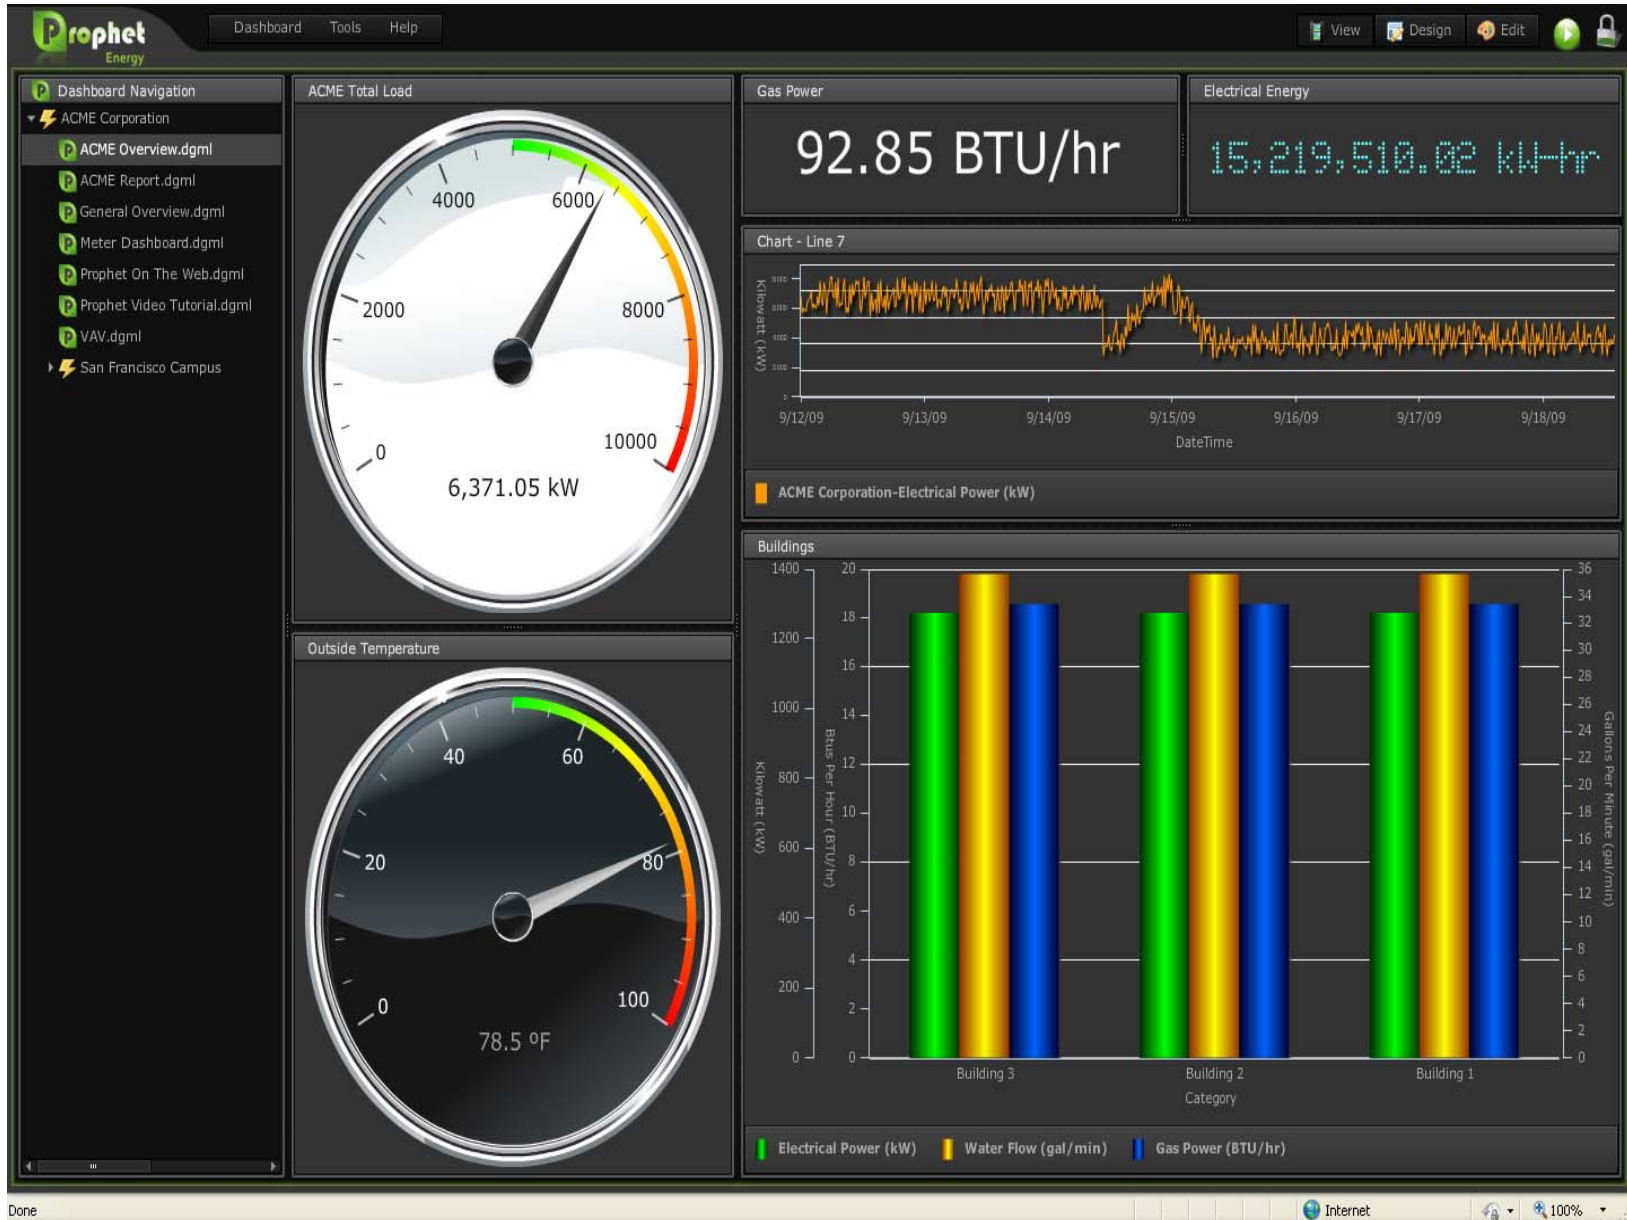 Prophet
Energy
Dashboard Tools Help
View Design Edit
Dashboard Navigation
ACME Corporation
ACME Overview.dgml
ACME Report.dgml
General Overview.dgml
Meter Dashboard.dgml
Prophet On The Web.dgml
Prophet Video Tutorial.dgml
VAV.dgml
San Francisco Campus
ACME Total Load
0
2000
4000
6000
8000
10000
6,371.05 kW
Outside Temperature
0
20
40
60
80
100
78.5 ºF
Gas Power
92.85 BTU/hr
Electrical Energy
15,219,510.02 kW-hr
Chart - Line 7
Kilowatt (kW)
8000
6000
4000
2000
0
9/12/09 9/13/09 9/14/09 9/15/09 9/16/09 9/17/09 9/18/09
DateTime
ACME Corporation-Electrical Power (kW)
Buildings
Kilowatt (kW)
1400
1200
1000
800
600
400
200
0
Btus Per Hour (BTU/hr)
20
18
16
14
12
10
8
6
4
2
0
36
34
32
30
28
26
24
22
20
18
16
14
12
10
8
6
4
2
0
Gallons Per Minute (gal/min)
Building 3 Building 2 Building 1
Category
Electrical Power (kW) Water Flow (gal/min) Gas Power (BTU/hr)
Done
Internet
100%